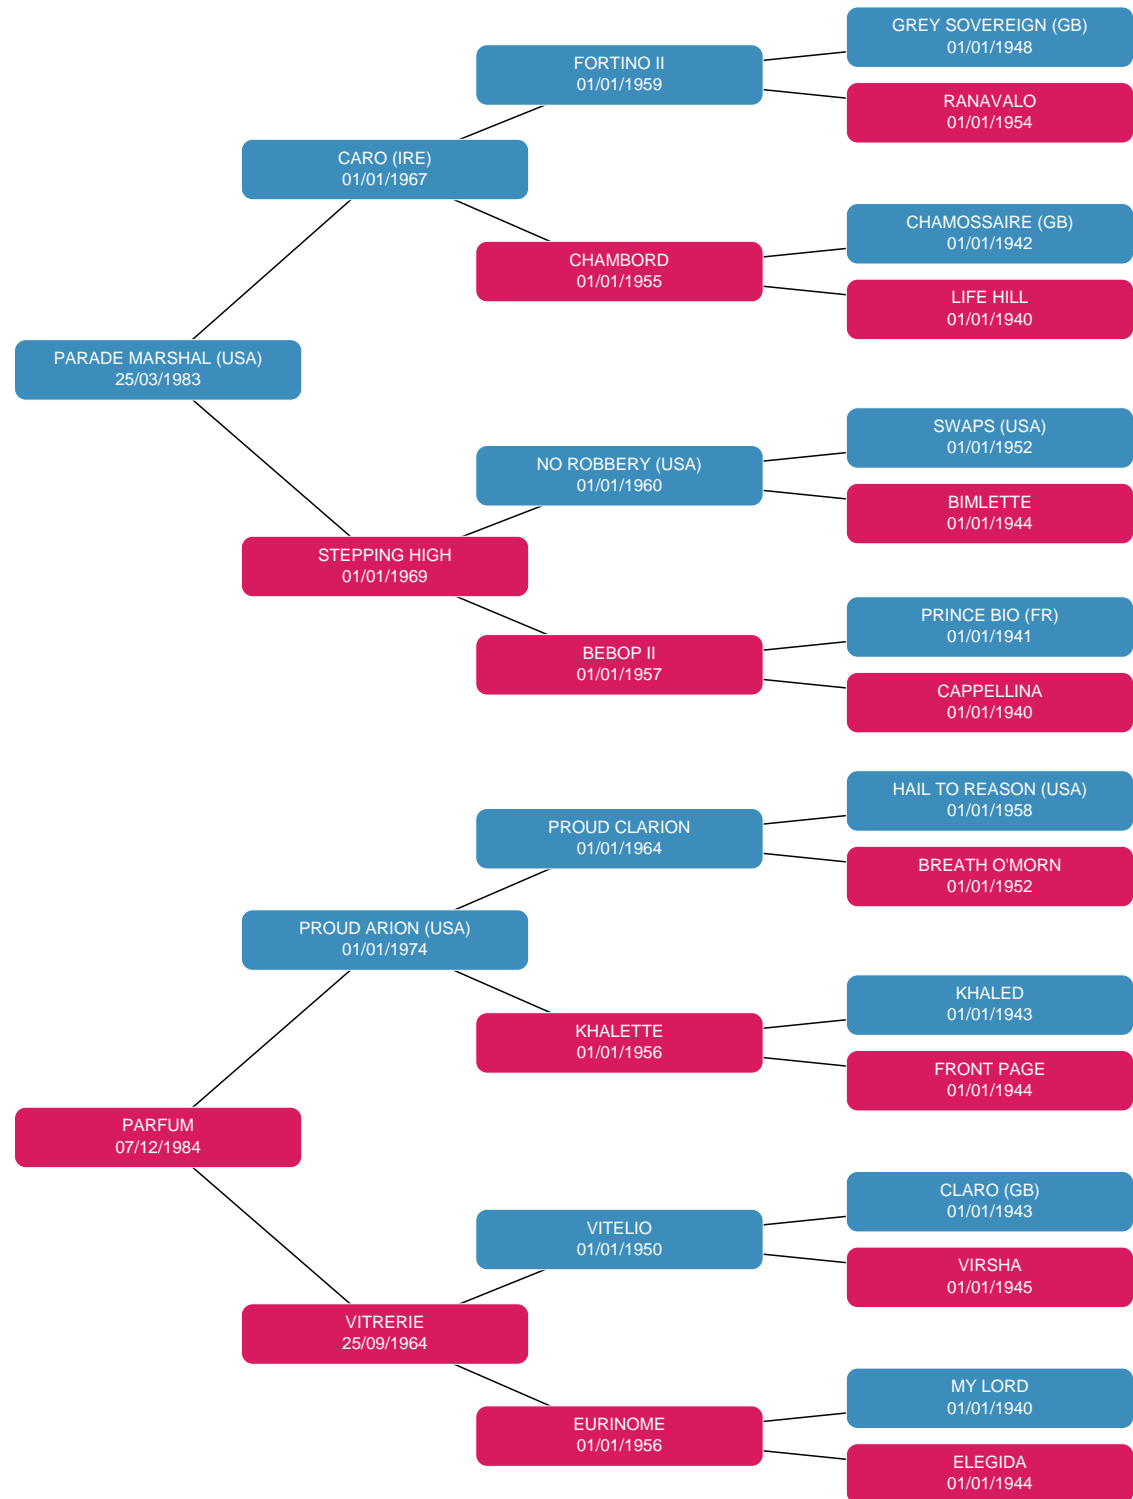 GREY SOVEREIGN (GB)
01/01/1948
FORTINO II
01/01/1959
RANAVALO
01/01/1954
CARO (IRE)
01/01/1967
CHAMOSSAIRE (GB)
01/01/1942
CHAMBORD
01/01/1955
LIFE HILL
01/01/1940
PARADE MARSHAL (USA)
25/03/1983
SWAPS (USA)
01/01/1952
NO ROBBERY (USA)
01/01/1960
BIMLETTE
01/01/1944
STEPPING HIGH
01/01/1969
PRINCE BIO (FR)
01/01/1941
BEBOP II
01/01/1957
CAPPELLINA
01/01/1940
HAIL TO REASON (USA)
01/01/1958
PROUD CLARION
01/01/1964
BREATH O'MORN
01/01/1952
PROUD ARION (USA)
01/01/1974
KHALED
01/01/1943
KHALETTE
01/01/1956
FRONT PAGE
01/01/1944
PARFUM
07/12/1984
CLARO (GB)
01/01/1943
VITELIO
01/01/1950
VIRSHA
01/01/1945
VITRERIE
25/09/1964
MY LORD
01/01/1940
EURINOME
01/01/1956
ELEGIDA
01/01/1944